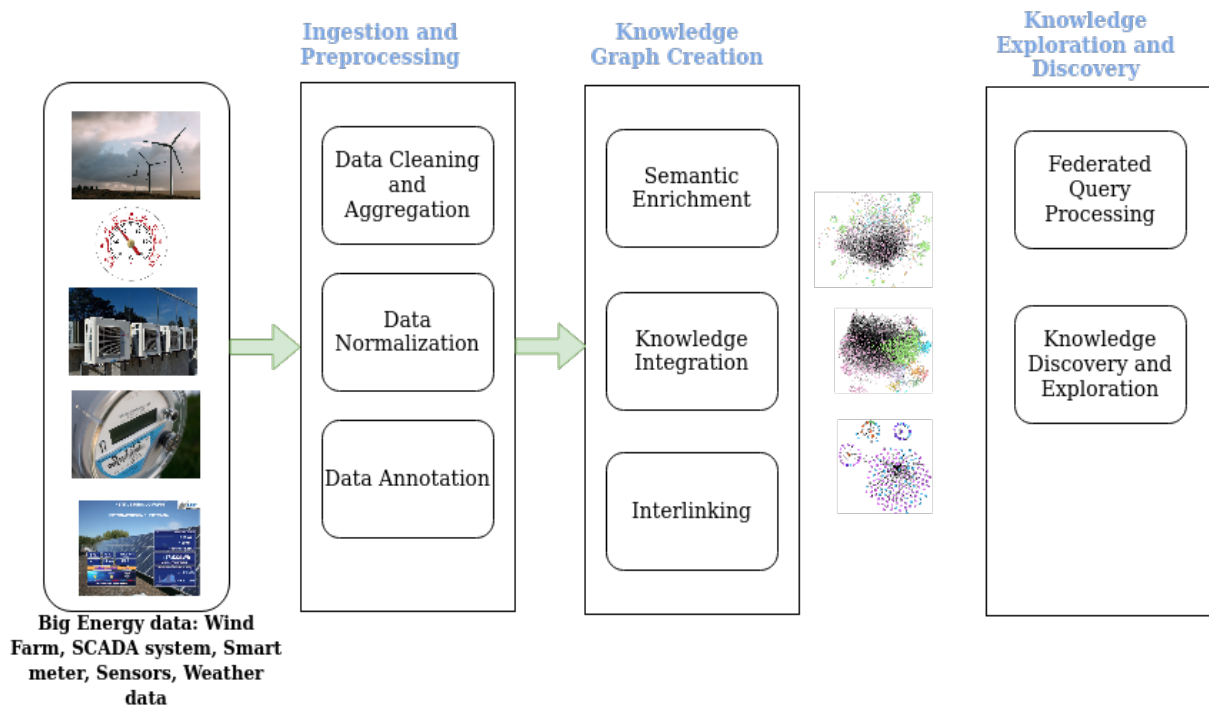 Ingestion and
Preprocessing
Knowledge
Graph Creation
Knowledge
Exploration and
Discovery
Data Cleaning
and
Aggregation
Data
Normalization
Data Annotation
Semantic
Enrichment
Knowledge
Integration
Interlinking
Federated
Query
Processing
Knowledge
Discovery and
Exploration
Big Energy data: Wind
Farm, SCADA system, Smart
meter, Sensors, Weather
data